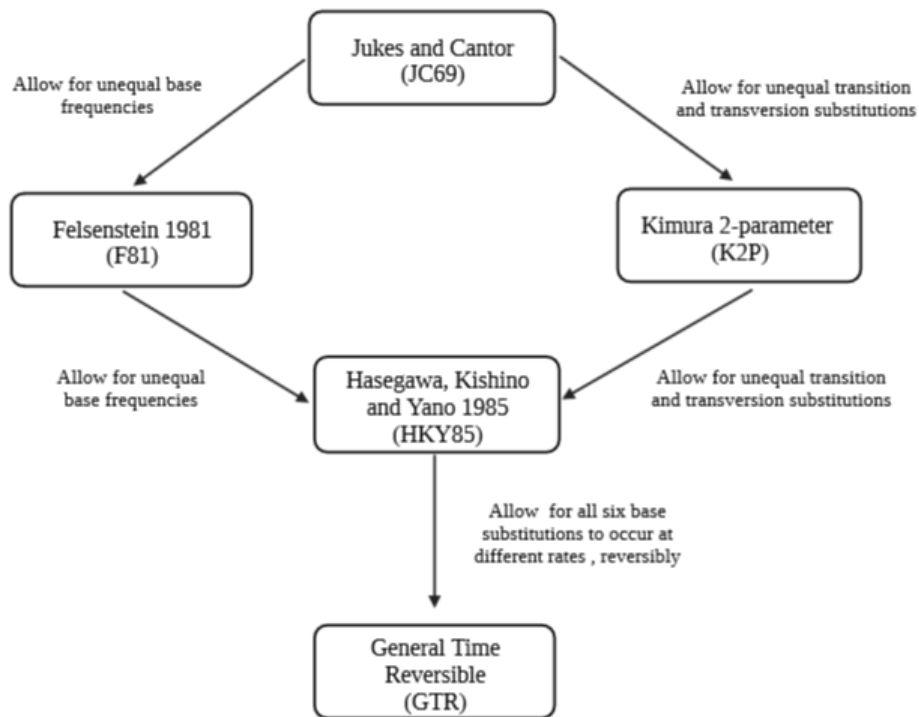 Jukes and Cantor
(JC69)
Allow for unequal base
frequencies
Allow for unequal transition
and transversion substitutions
Felsenstein 1981
(F81)
Kimura 2-parameter
(K2P)
Allow for unequal
base frequencies
Hasegawa, Kishino
and Yano 1985
(HKY85)
Allow for unequal transition
and transversion substitutions
Allow for all six base
substitutions to occur at
different rates , reversibly
General Time
Reversible
(GTR)